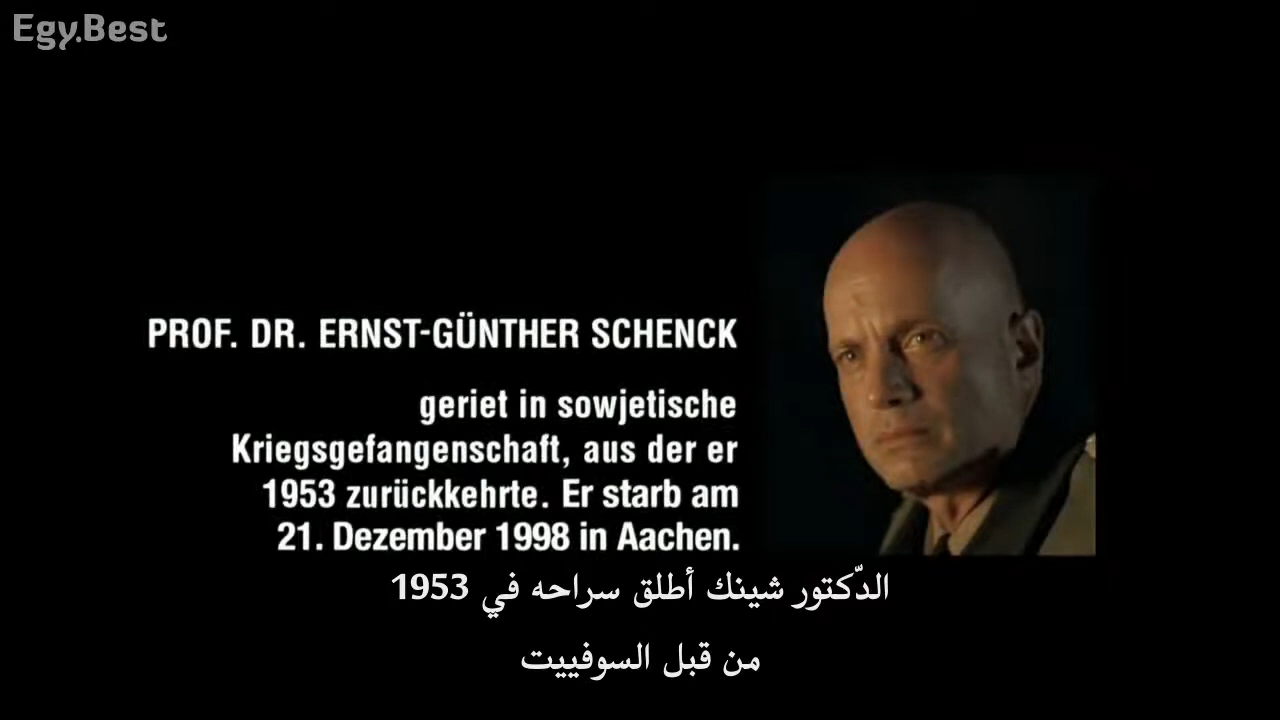 Egy.Best
PROF. DR. ERNST-GÜNTHER SCHENCK
geriet in sowjetische
Kriegsgefangenschaft, aus der er
1953 zurückkehrte. Er starb am
21. Dezember 1998 in Aachen.
الدّكتور شينك أطلق سراحه في 1953
من قبل السوفييت